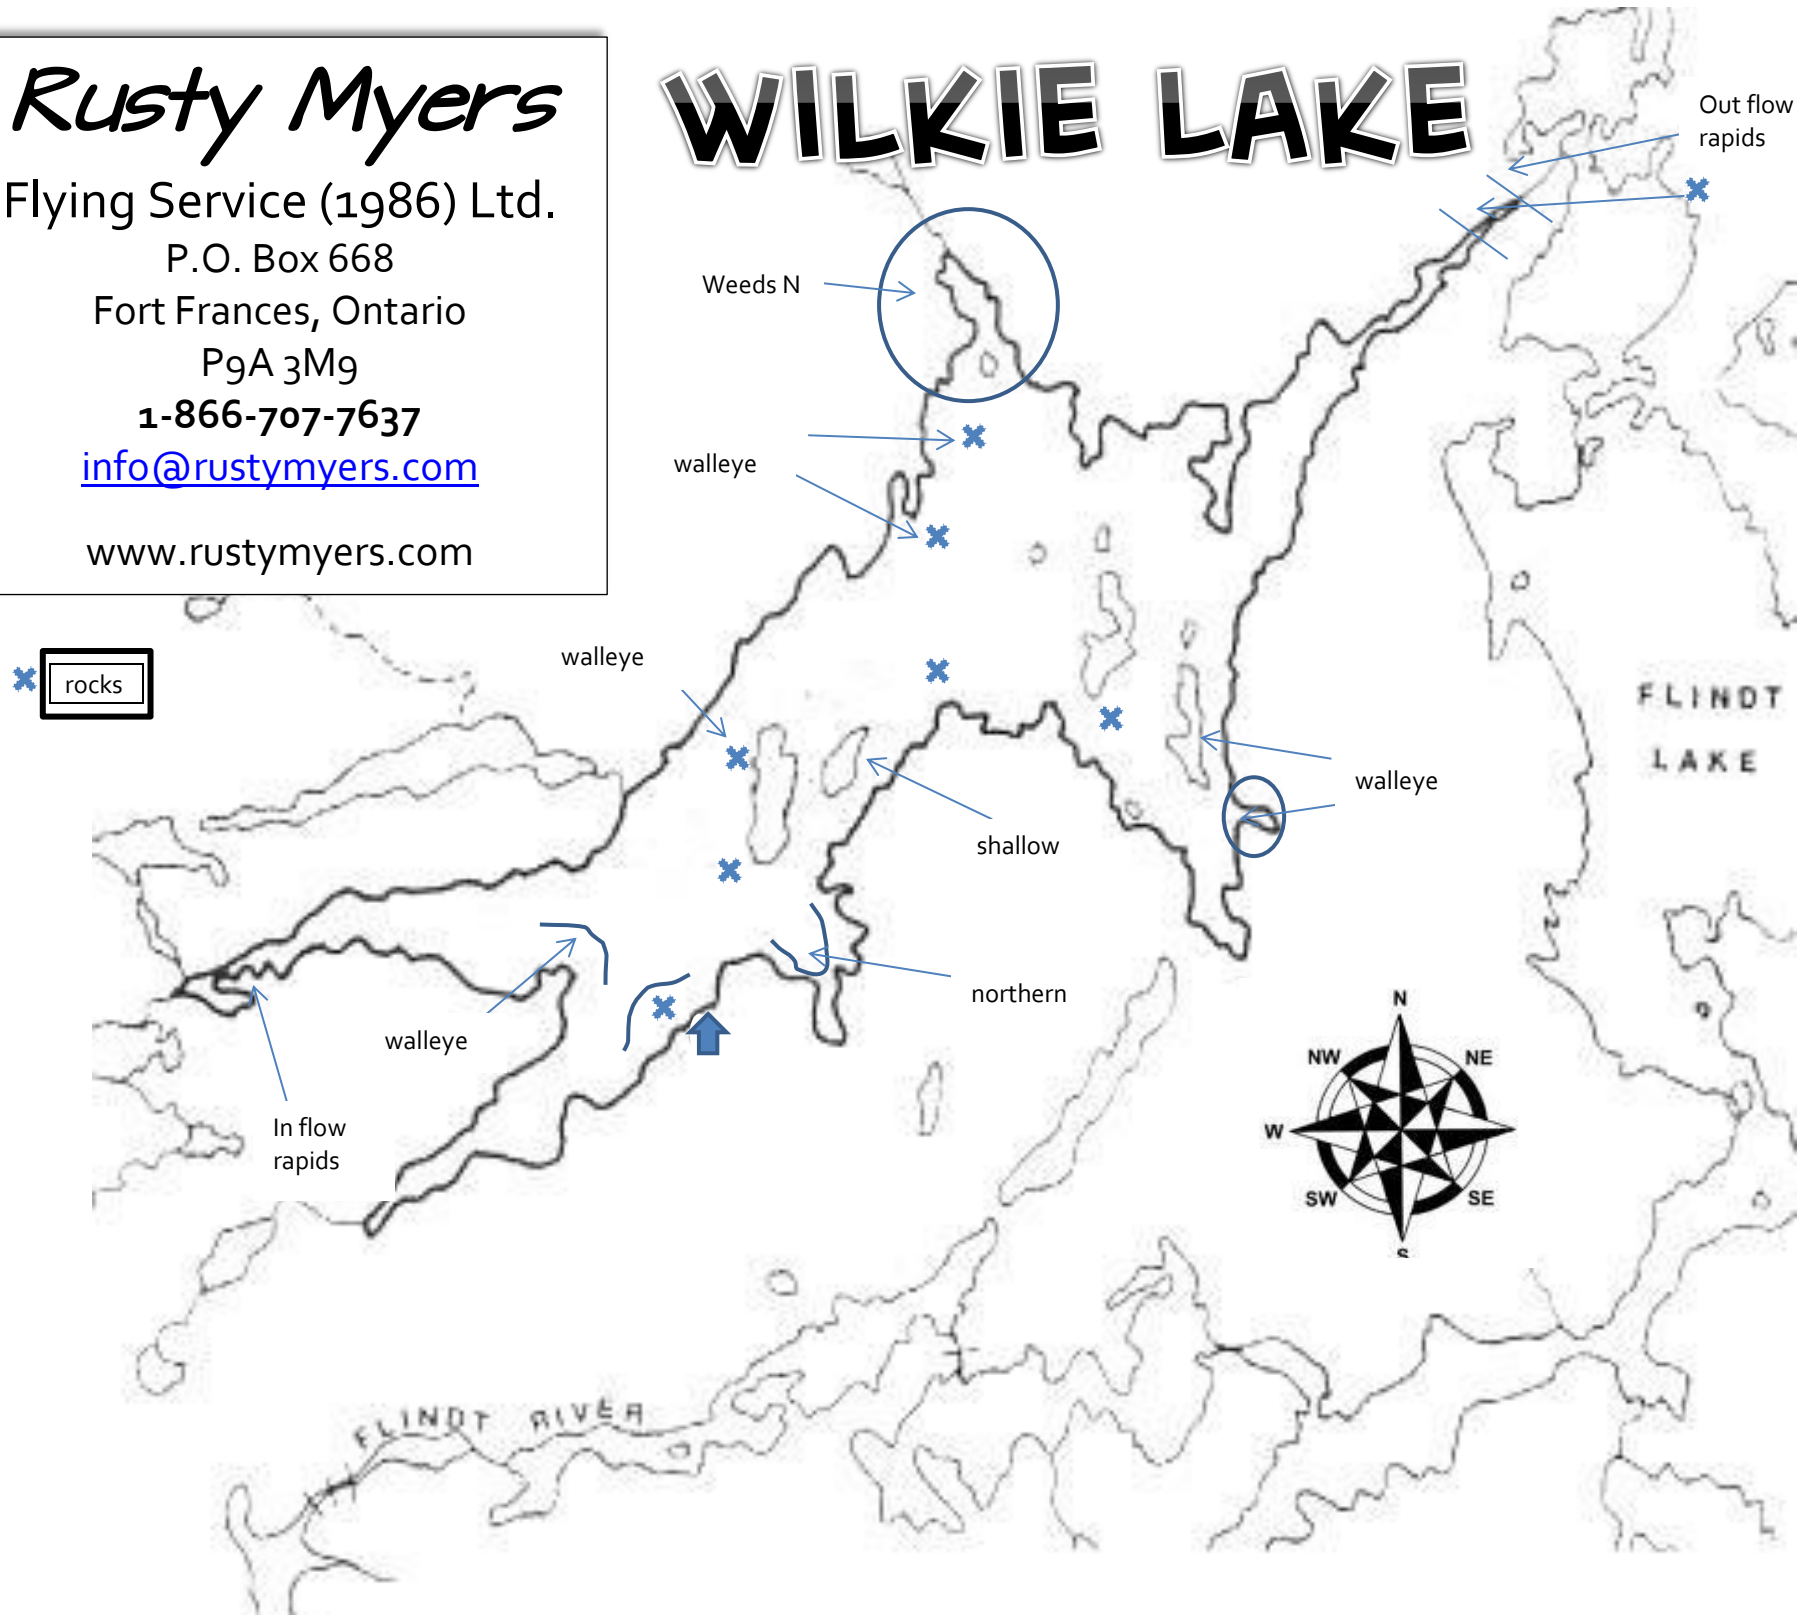 Rusty Myers
Flying Service (1986) Ltd.
P.O. Box 668
Fort Frances, Ontario
P9A 3M9
1-866-707-7637
info@rustymyers.com
www.rustymyers.com
WILKIE LAKE
Out flow
rapids
Weeds N
walleye
walleye
rocks
FLINDT
LAKE
walleye
shallow
northern
walleye
In flow
rapids
N
NW
NE
W
SW
SE
S
FLINDT RIVER